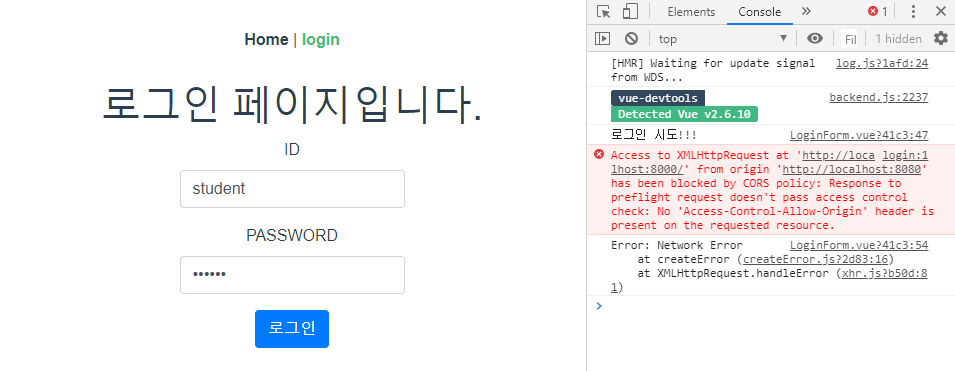 Home | login
로그인 페이지입니다.
ID
student
PASSWORD
••••••
로그인
Elements Console » 1
top ▼ Fil 1 hidden
[HMR] Waiting for update signal log.js?1afd:24
from WDS...
vue-devtools backend.js:2237
Detected Vue v2.6.10
로그인 시도!!! LoginForm.vue?41c3:47
Access to XMLHttpRequest at 'http://loca login:1
lhost:8000/' from origin 'http://localhost:8080'
has been blocked by CORS policy: Response to
preflight request doesn't pass access control
check: No 'Access-Control-Allow-Origin' header is
present on the requested resource.
Error: Network Error LoginForm.vue?41c3:54
at createError (createError.js?2d83:16)
at XMLHttpRequest.handleError (xhr.js?b50d:8
1)